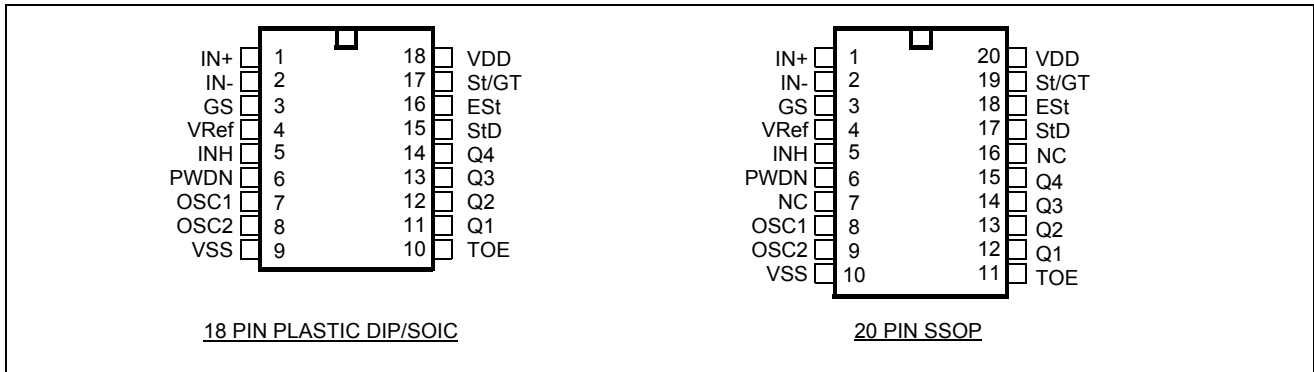 IN+ 1 18 VDD
IN- 2 17 St/GT
GS 3 16 ESt
VRef 4 15 StD
INH 5 14 Q4
PWDN 6 13 Q3
OSC1 7 12 Q2
OSC2 8 11 Q1
VSS 9 10 TOE
18 PIN PLASTIC DIP/SOIC
IN+ 1 20 VDD
IN- 2 19 St/GT
GS 3 18 ESt
VRef 4 17 StD
INH 5 16 NC
PWDN 6 15 Q4
NC 7 14 Q3
OSC1 8 13 Q2
OSC2 9 12 Q1
VSS 10 11 TOE
20 PIN SSOP